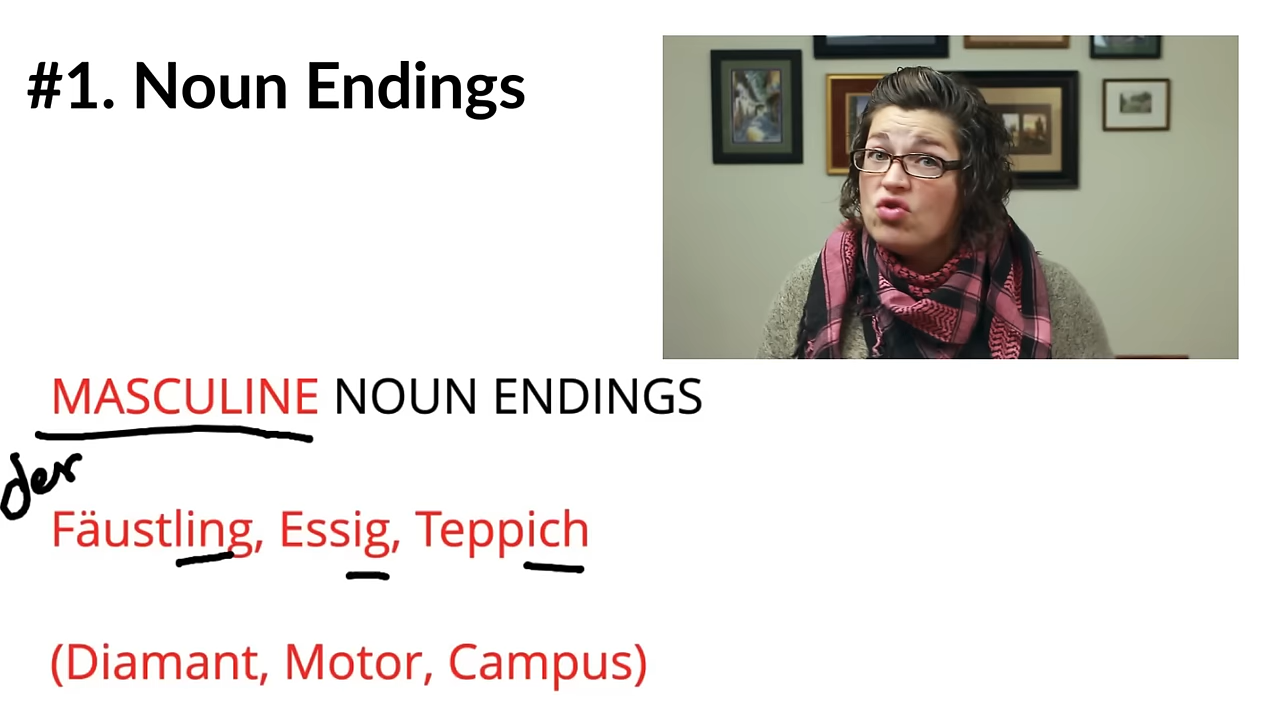 #1. Noun Endings
MASCULINE NOUN ENDINGS
der
Fäustling, Essig, Teppich
(Diamant, Motor, Campus)